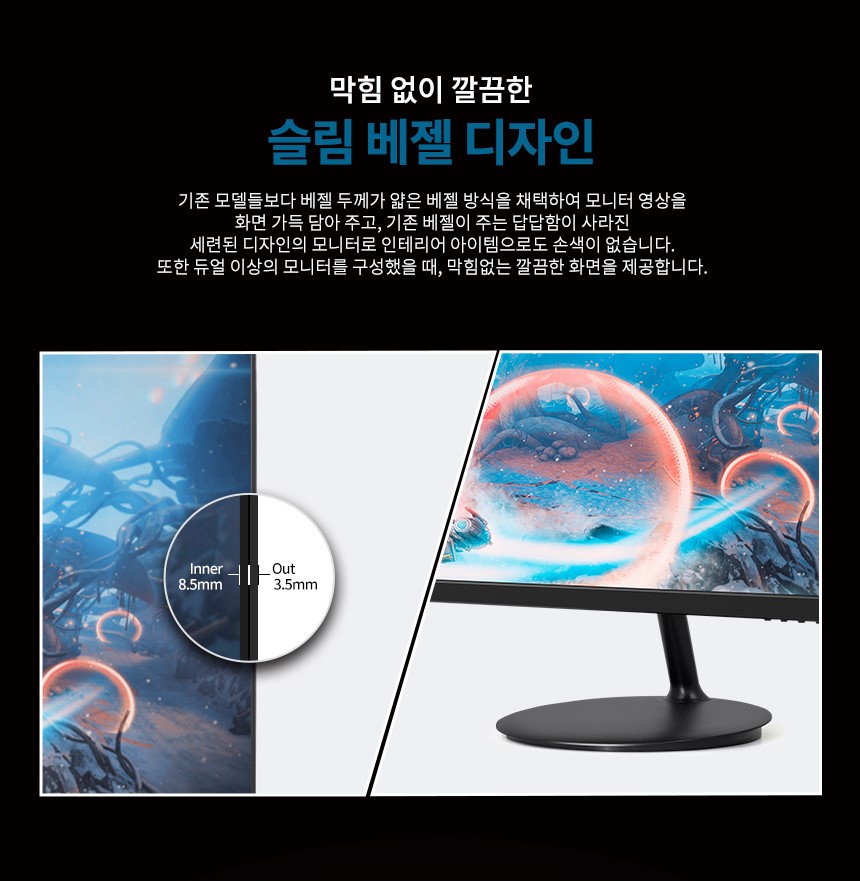 막힘 없이 깔끔한
슬림 베젤 디자인
기존 모델들보다 베젤 두께가 얇은 베젤 방식을 채택하여 모니터 영상을
화면 가득 담아 주고, 기존 베젤이 주는 답답함이 사라진
세련된 디자인의 모니터로 인테리어 아이템으로도 손색이 없습니다.
또한 듀얼 이상의 모니터를 구성했을 때, 막힘없는 깔끔한 화면을 제공합니다.
Inner
8.5mm
Out
3.5mm